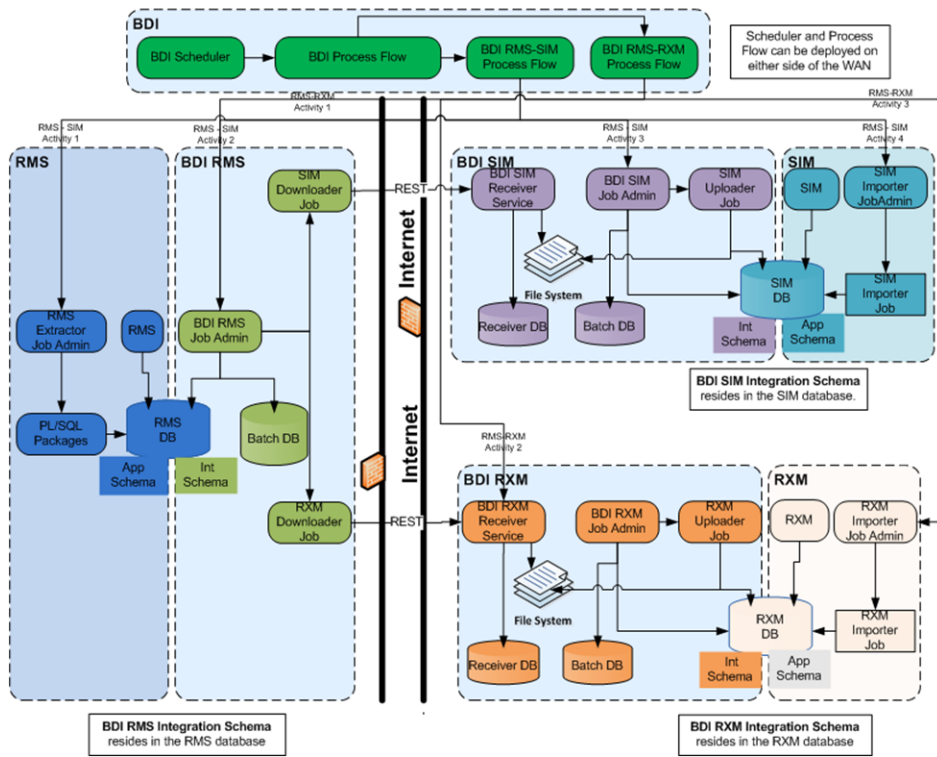 BDI
BDI Scheduler
BDI Process Flow
BDI RMS-SIM
Process Flow
BDI RMS-RXM
Process Flow
Scheduler and Process
Flow can be deployed on
either side of the WAN
RMS-RXM
Activity 1
RMS-RXM
Activity 3
RMS - SIM
Activity 1
RMS - SIM
Activity 2
RMS - SIM
Activity 3
RMS - SIM
Activity 4
RMS
BDI RMS
SIM
Downloader
Job
REST
Internet
BDI SIM
BDI SIM
Receiver
Service
BDI SIM
Job Admin
SIM
Uploader
Job
SIM
SIM
SIM
Importer
JobAdmin
File System
SIM
DB
SIM
Importer
Job
Receiver DB
Batch DB
Int
Schema
App
Schema
RMS
Extractor
Job Admin
RMS
BDI RMS
Job Admin
BDI SIM Integration Schema
resides in the SIM database.
PL/SQL
Packages
RMS
DB
Batch DB
App
Schema
Int
Schema
Internet
RMS-RXM
Activity 2
RXM
Downloader
Job
REST
BDI RXM
BDI RXM
Receiver
Service
BDI RXM
Job Admin
RXM
Uploader
Job
RXM
RXM
RXM
Importer
Job Admin
File System
RXM
DB
RXM
Importer
Job
Receiver DB
Batch DB
Int
Schema
App
Schema
BDI RMS Integration Schema
resides in the RMS database
BDI RXM Integration Schema
resides in the RXM database